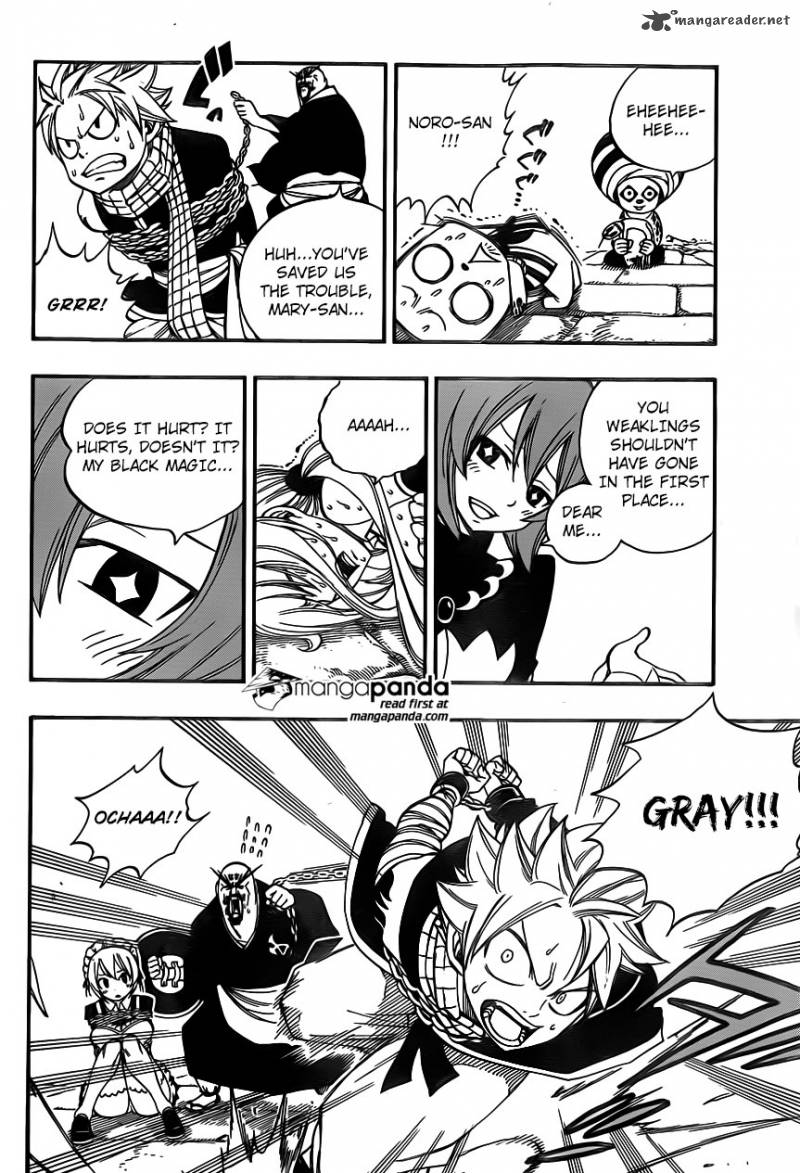 mangareader.net
EHEEHEE-
HEE...
NORO-SAN
!!!
HUH...YOU'VE
SAVED US
THE TROUBLE,
MARY-SAN...
GRRR!
YOU
WEAKLINGS
SHOULDN'T
HAVE GONE
IN THE FIRST
PLACE...
DEAR
ME...
AAAAH...
DOES IT HURT? IT
HURTS, DOESN'T IT?
MY BLACK MAGIC...
mangapanda
read first at
mangapanda.com
GRAY!!!
OCHAAA!!